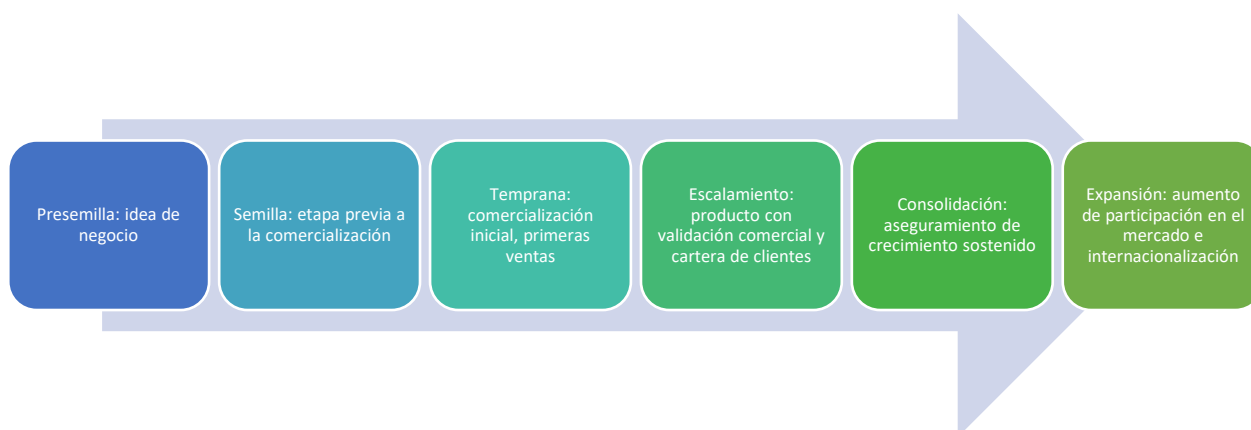 Presemilla: idea de
negocio
Semilla: etapa previa a
la comercialización
Temprana:
comercialización
inicial, primeras
ventas
Escalamiento:
producto con
validación comercial y
cartera de clientes
Consolidación:
aseguramiento de
crecimiento sostenido
Expansión: aumento
de participación en el
mercado e
internacionalización